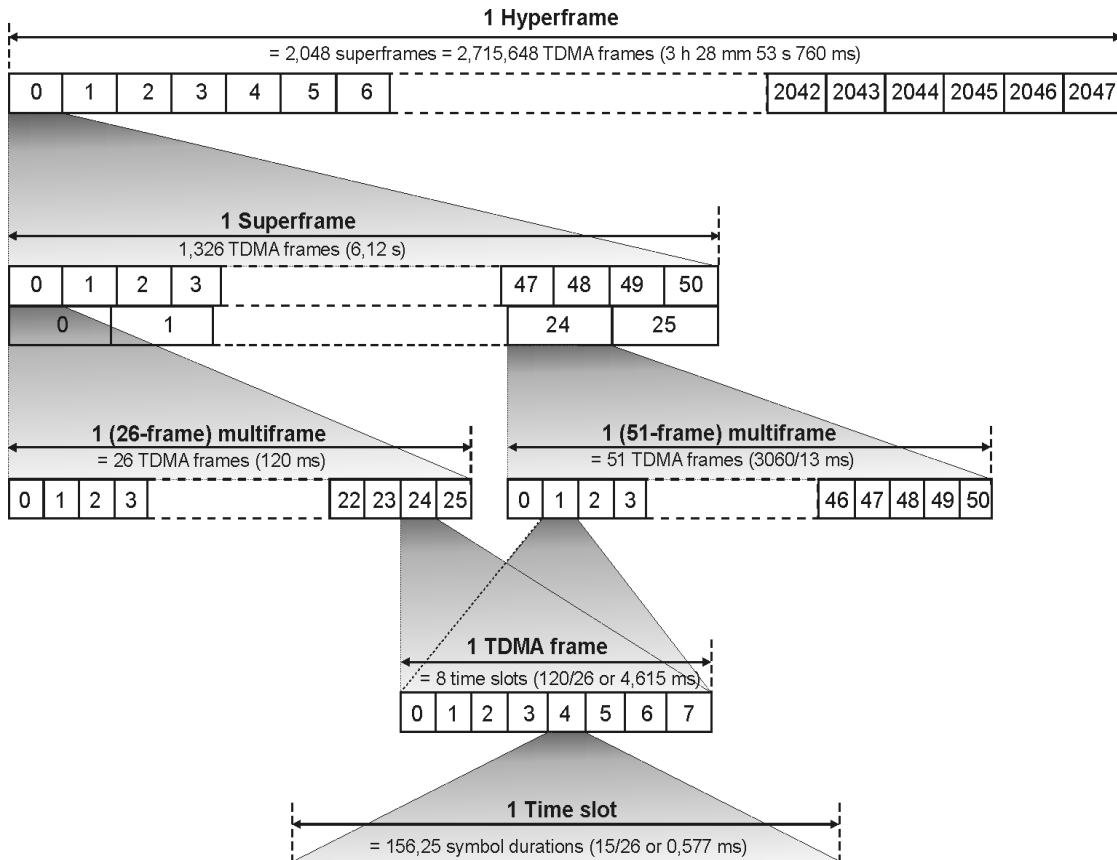 1 Hyperframe
= 2,048 superframes = 2,715,648 TDMA frames (3 h 28 mm 53 s 760 ms)
0 1 2 3 4 5 6 2042 2043 2044 2045 2046 2047
1 Superframe
1,326 TDMA frames (6,12 s)
0 1 2 3 47 48 49 50
0 1 24 25
1 (26-frame) multiframe 1 (51-frame) multiframe
= 26 TDMA frames (120 ms) = 51 TDMA frames (3060/13 ms)
0 1 2 3 22 23 24 25 0 1 2 3 46 47 48 49 50
1 TDMA frame
= 8 time slots (120/26 or 4,615 ms)
0 1 2 3 4 5 6 7
1 Time slot
= 156,25 symbol durations (15/26 or 0,577 ms)